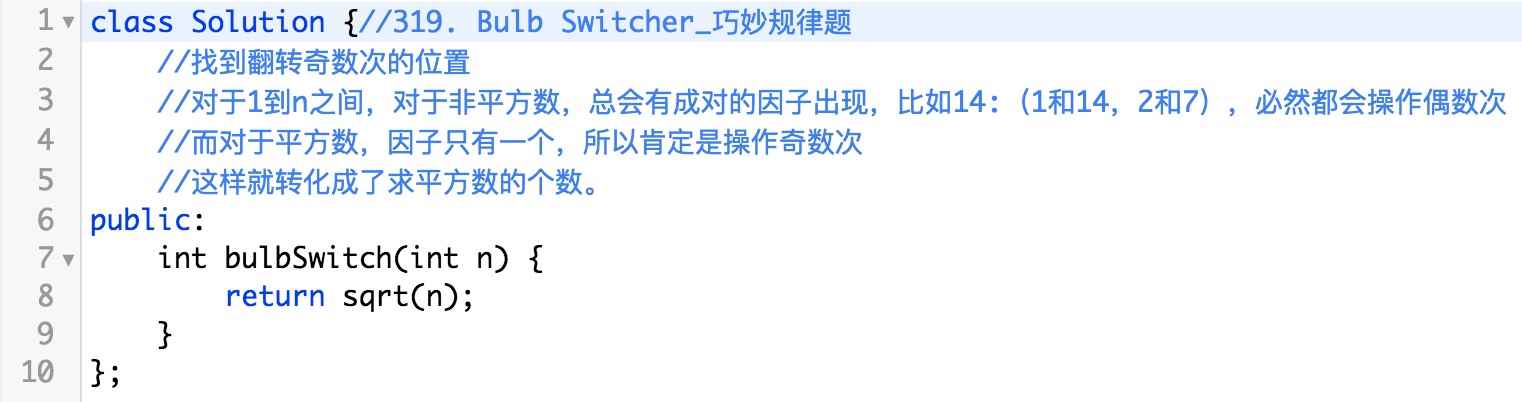 1 class Solution {//319. Bulb Switcher_巧妙规律题
2 //找到翻转奇数次的位置
3 //对于1到n之间，对于非平方数，总会有成对的因子出现，比如14：（1和14，2和7），必然都会操作偶数次
4 //而对于平方数，因子只有一个，所以肯定是操作奇数次
5 //这样就转化成了求平方数的个数。
6 public:
7 int bulbSwitch(int n) {
8 return sqrt(n);
9 }
10 };